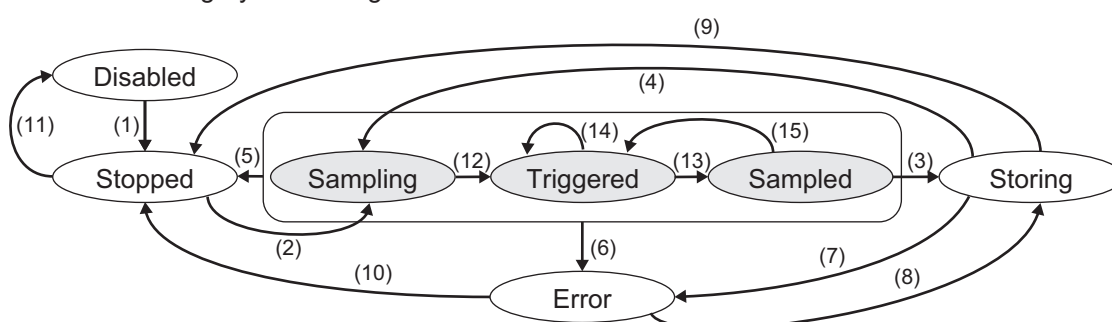 (9)
Disabled
(4)
(11)
(1)
(14)
(15)
(5)
(12)
(13)
(3)
Stopped
Sampling
Triggered
Sampled
Storing
(2)
(6)
(7)
(10)
(8)
Error